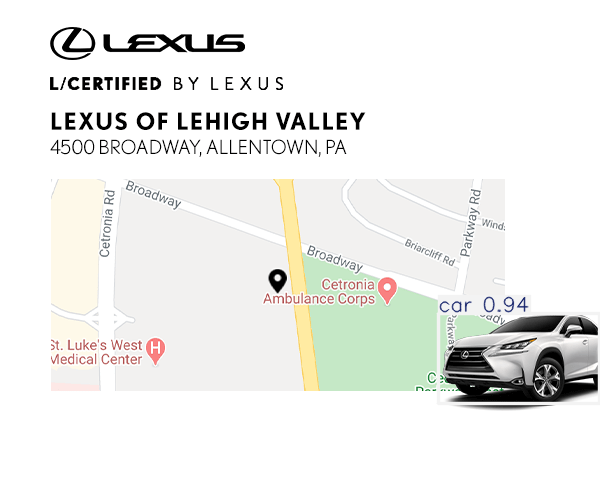 LEXUS
L/CERTIFIED BY LEXUS
LEXUS OF LEHIGH VALLEY
4500 BROADWAY, ALLENTOWN, PA
Broadway
Cetronia Rd
Parkway Rd
Winds
Briarcliff Rd
Broadway
Cetronia
Ambulance Corps
car 0.94
St. Luke's West
Medical Center
H